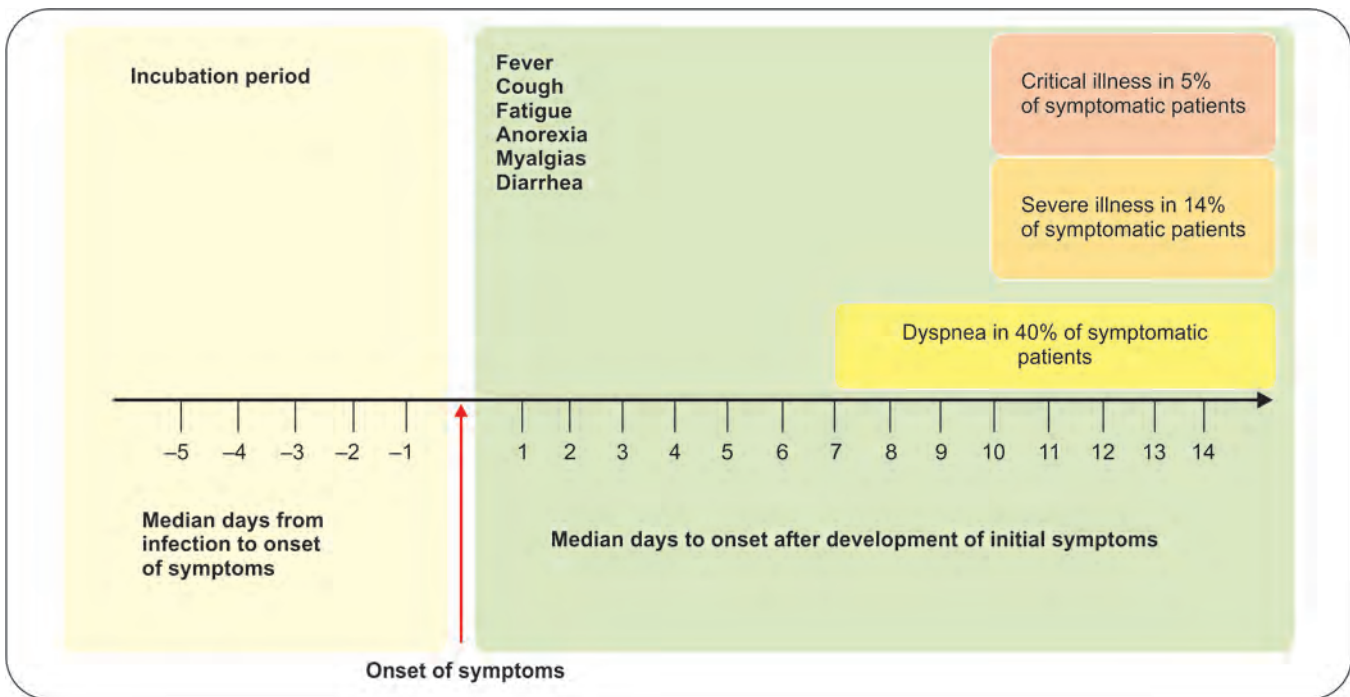 Incubation period
Fever
Cough
Fatigue
Anorexia
Myalgias
Diarrhea
Critical illness in 5%
of symptomatic patients
Severe illness in 14%
of symptomatic patients
Dyspnea in 40% of symptomatic
patients
–5 –4 –3 –2 –1 1 2 3 4 5 6 7 8 9 10 11 12 13 14
Median days from
infection to onset
of symptoms
Median days to onset after development of initial symptoms
Onset of symptoms